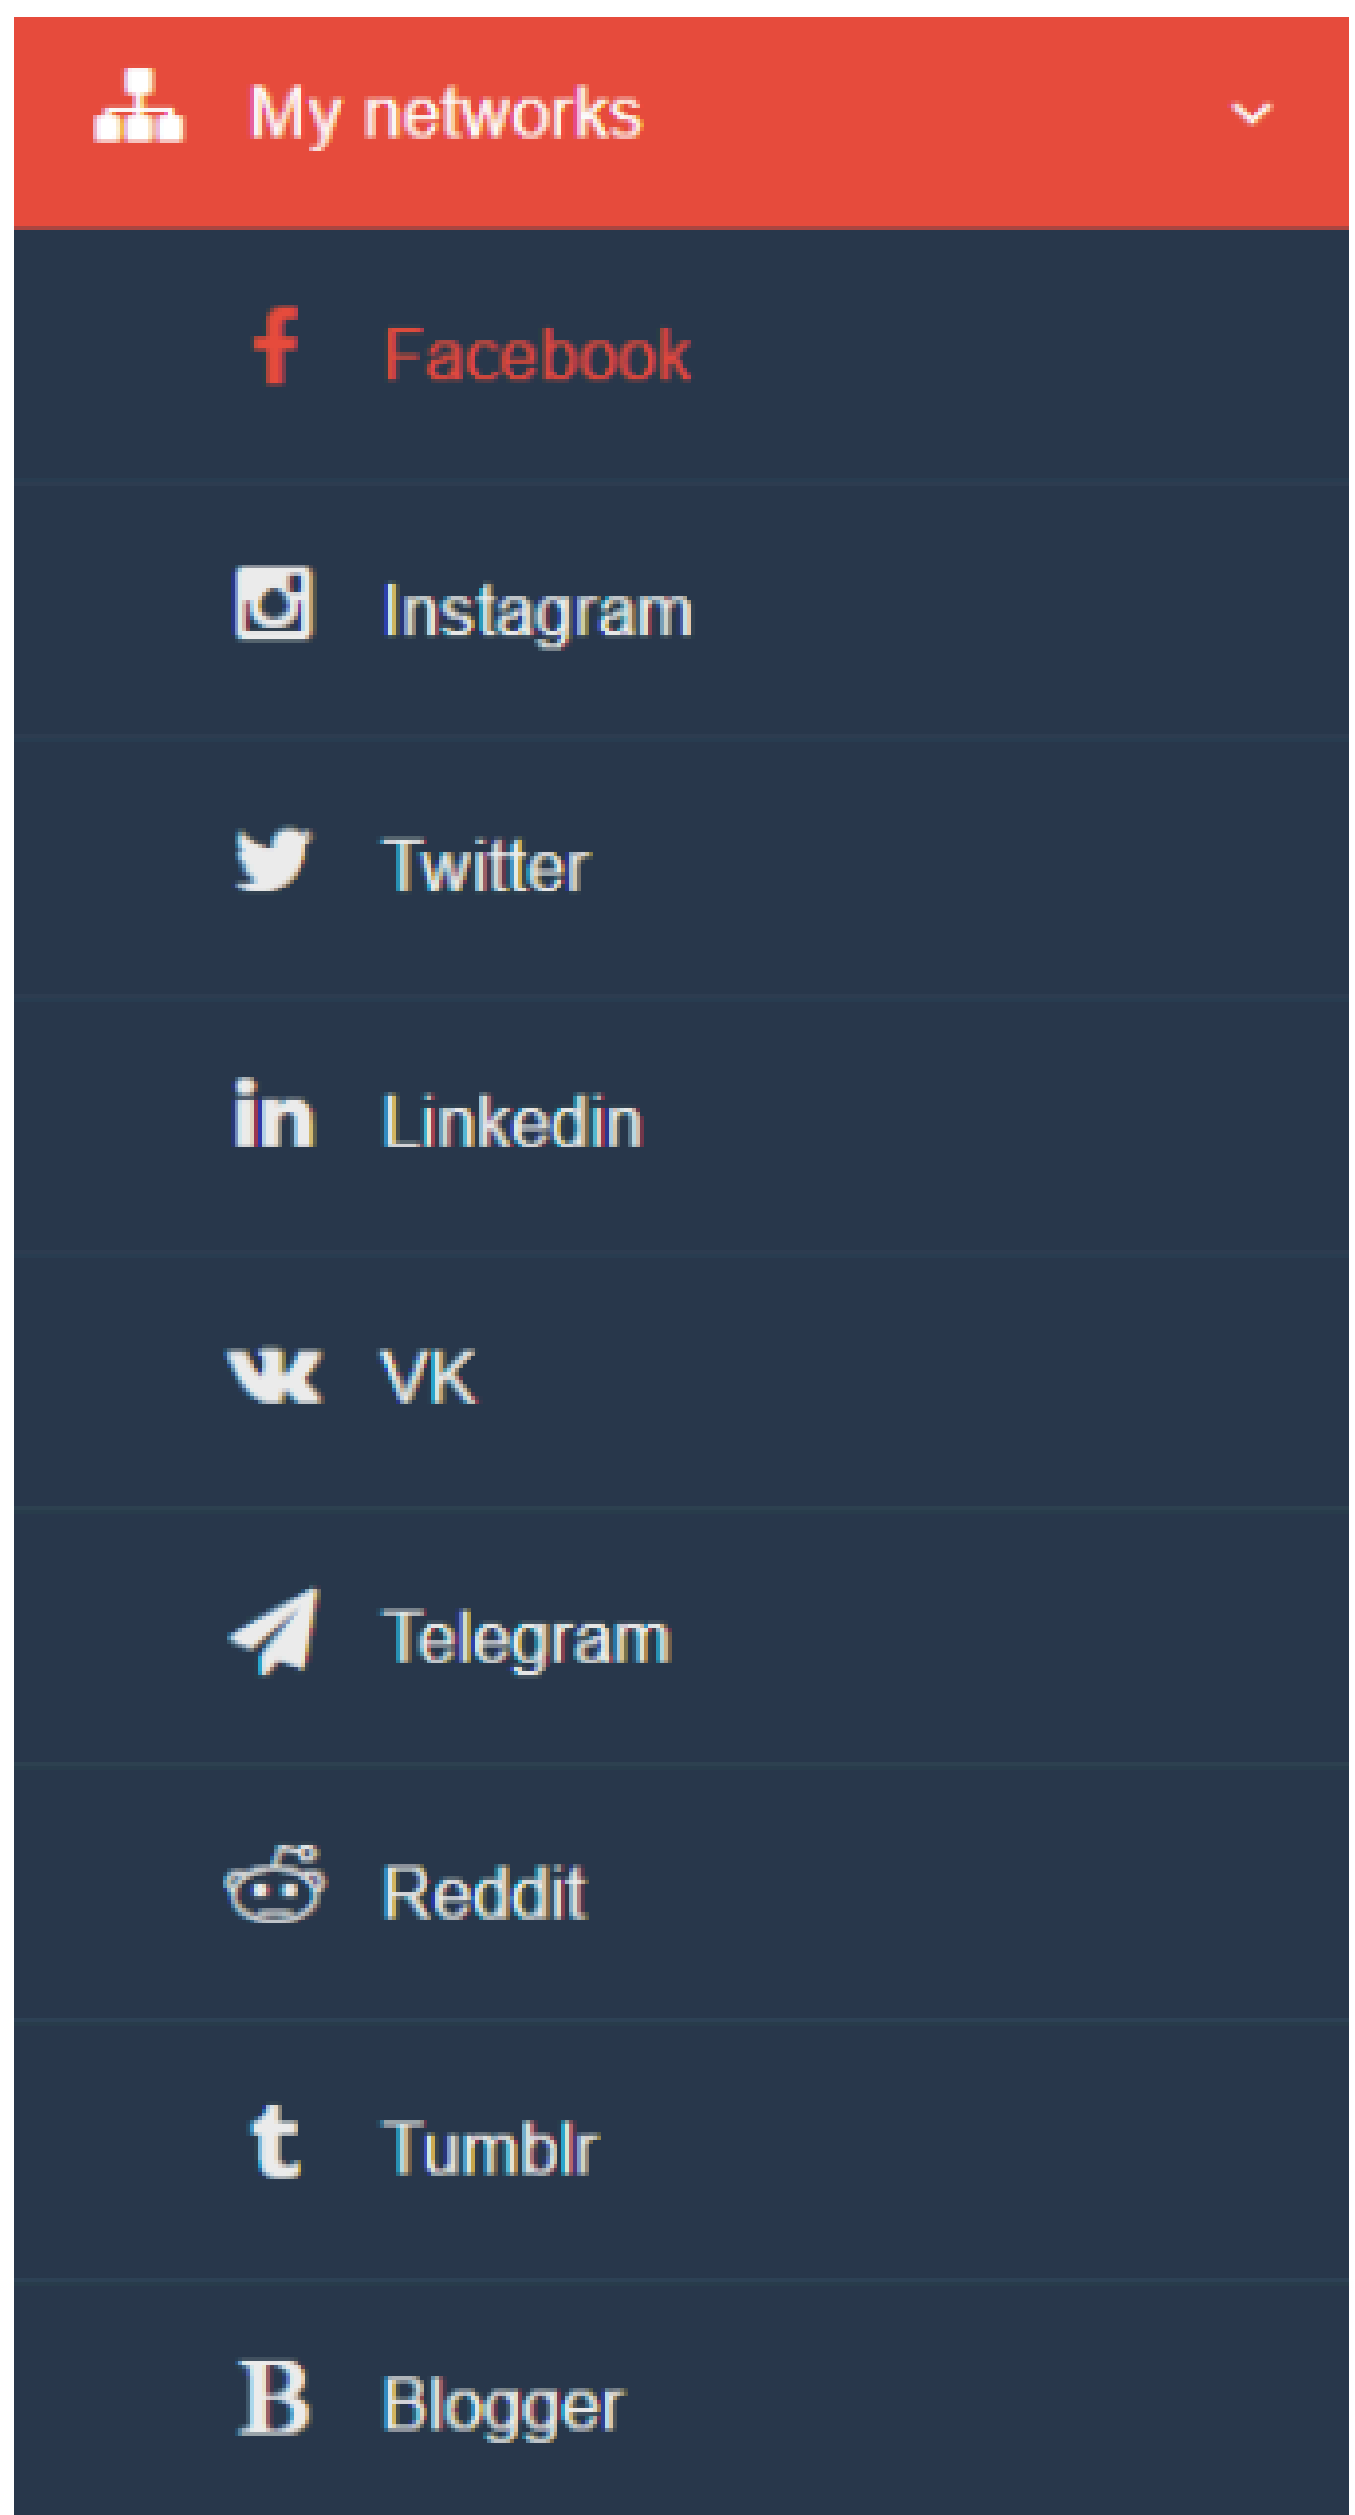 My networks
Facebook
Instagram
Twitter
Linkedin
VK
Telegram
Reddit
Tumblr
Blogger